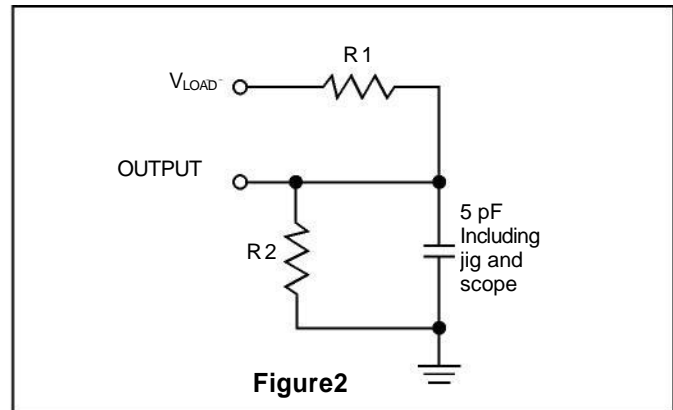 R1
VLOAD
OUTPUT
5 pF
Including
jig and
scope
R2
Figure2